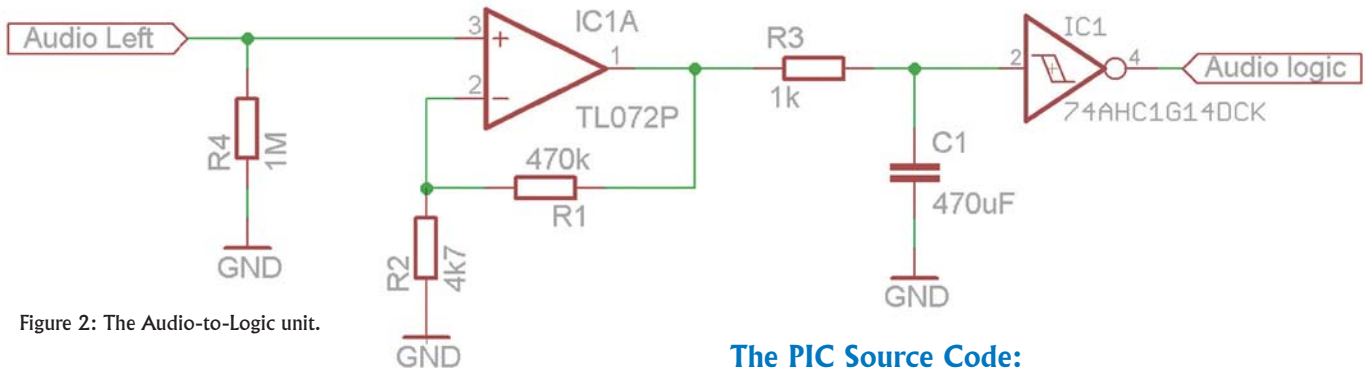 Audio Left
R4
1M
GND
3
2
+
-
1
IC1A
TL072P
470k
R1
R2
4k7
GND
R3
1k
C1
470uF
GND
2
IC1
4
74AHC1G14DCK
Audio logic
Figure 2: The Audio-to-Logic unit.
The PIC Source Code: